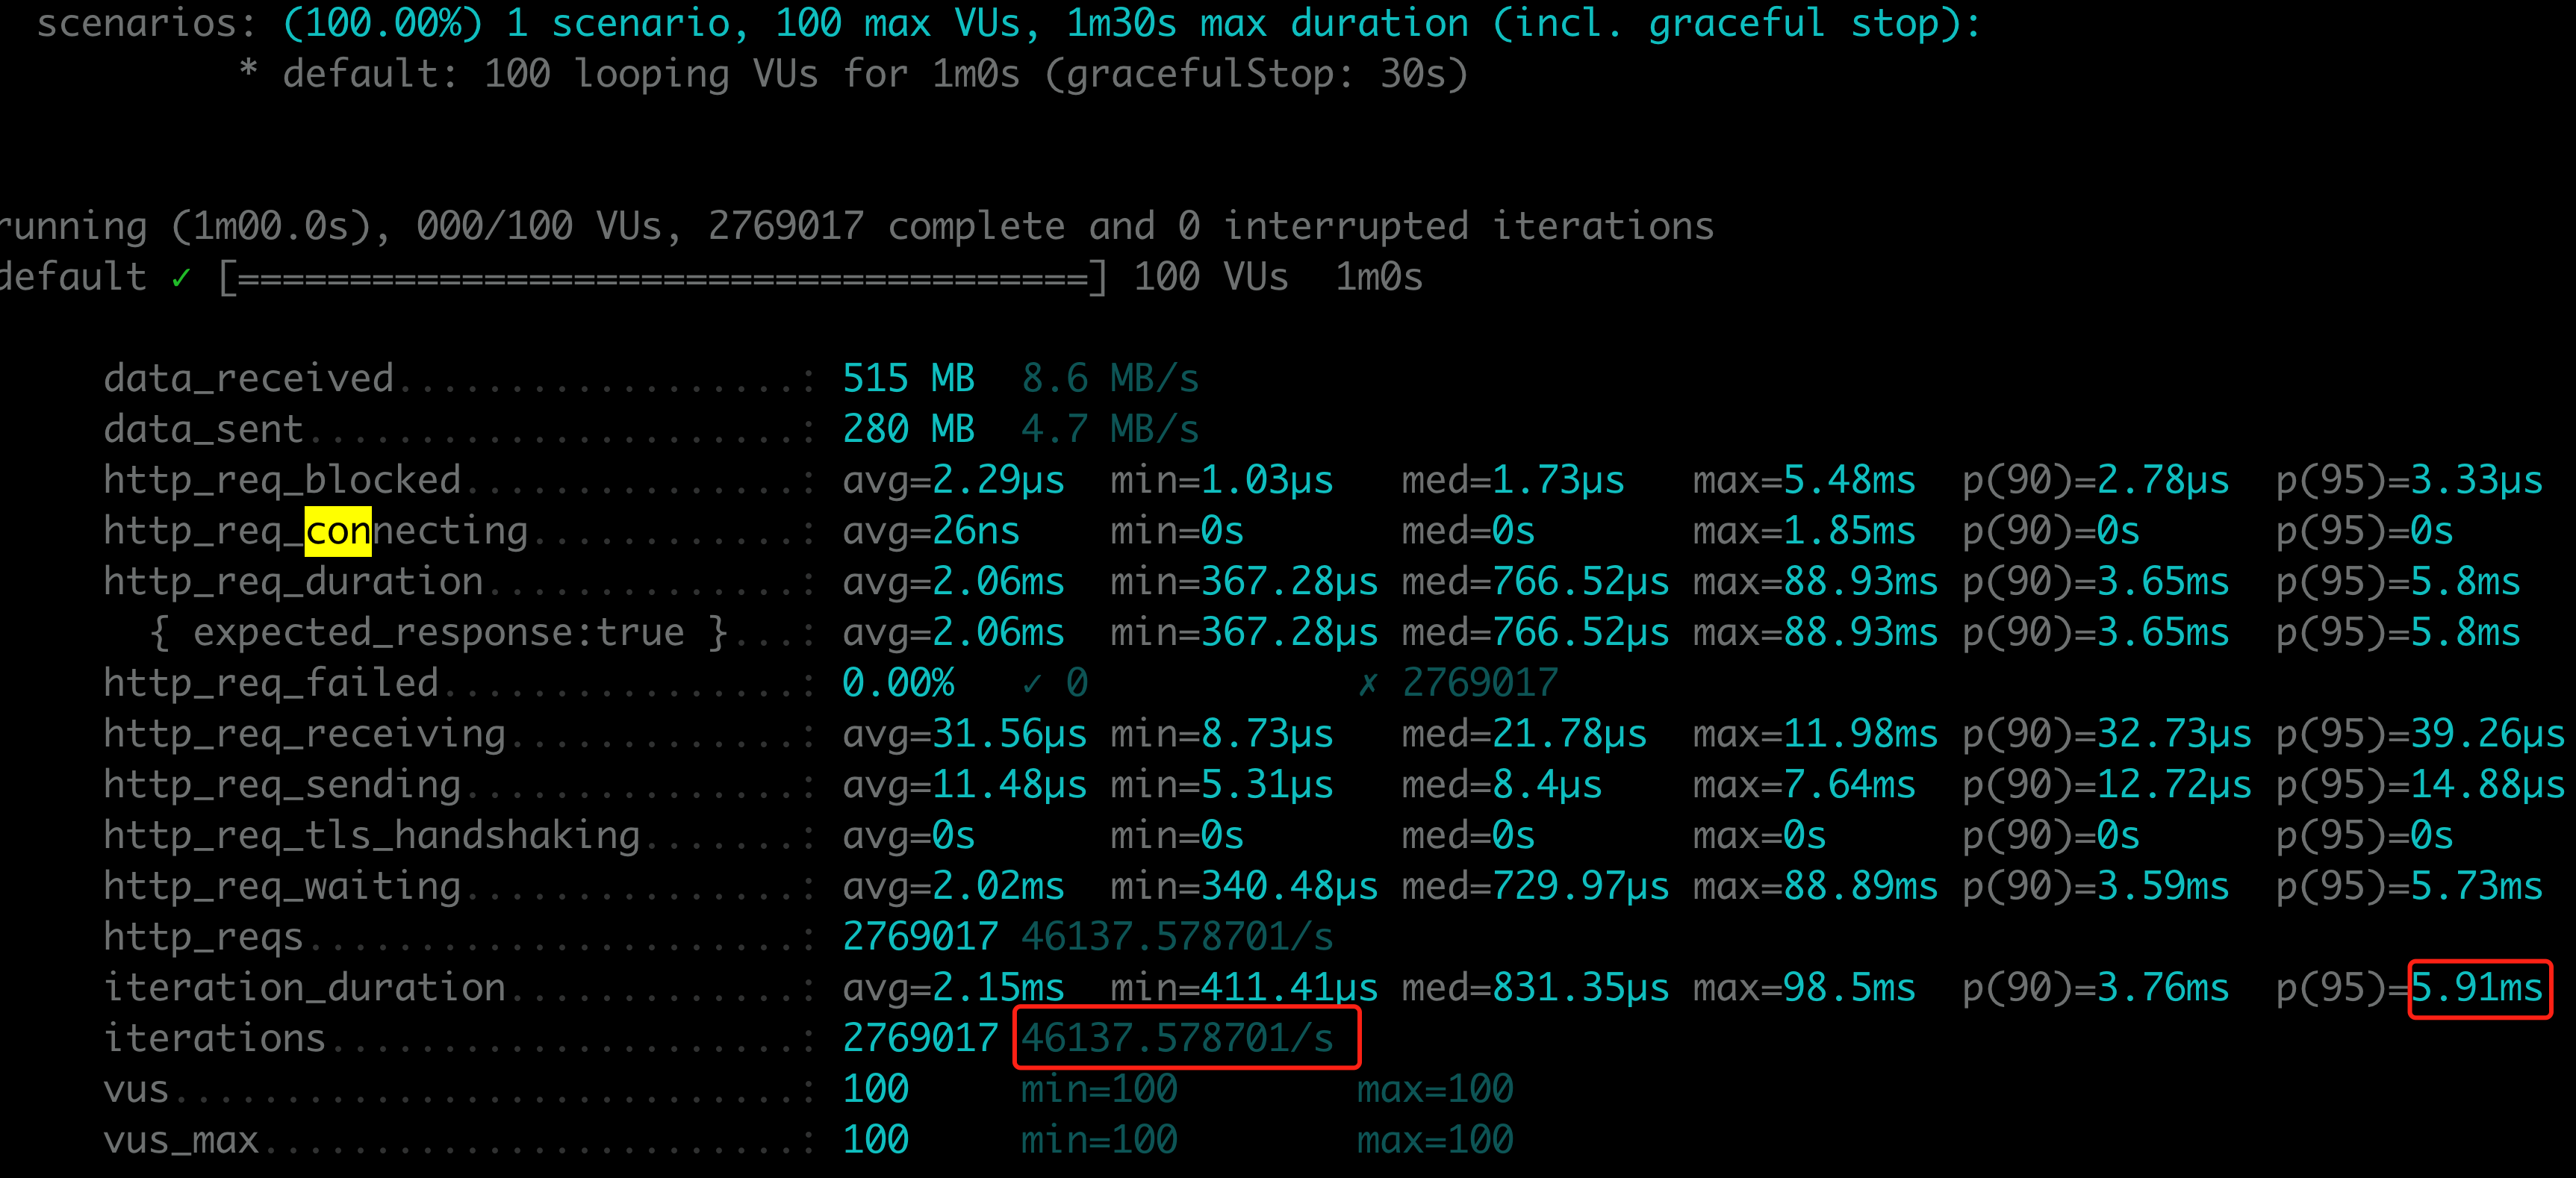 scenarios: (100.00%) 1 scenario, 100 max VUs, 1m30s max duration (incl. graceful stop):
* default: 100 looping VUs for 1m0s (gracefulStop: 30s)
running (1m00.0s), 000/100 VUs, 2769017 complete and 0 interrupted iterations
default ✓ [======================================] 100 VUs 1m0s
data_received..................: 515 MB 8.6 MB/s
data_sent......................: 280 MB 4.7 MB/s
http_req_blocked...............: avg=2.29µs min=1.03µs med=1.73µs max=5.48ms p(90)=2.78µs p(95)=3.33µs
http_req_connecting............: avg=26ns min=0s med=0s max=1.85ms p(90)=0s p(95)=0s
http_req_duration..............: avg=2.06ms min=367.28µs med=766.52µs max=88.93ms p(90)=3.65ms p(95)=5.8ms
{ expected_response:true }...: avg=2.06ms min=367.28µs med=766.52µs max=88.93ms p(90)=3.65ms p(95)=5.8ms
http_req_failed................: 0.00% ✓ 0 ✗ 2769017
http_req_receiving.............: avg=31.56µs min=8.73µs med=21.78µs max=11.98ms p(90)=32.73µs p(95)=39.26µs
http_req_sending...............: avg=11.48µs min=5.31µs med=8.4µs max=7.64ms p(90)=12.72µs p(95)=14.88µs
http_req_tls_handshaking.......: avg=0s min=0s med=0s max=0s p(90)=0s p(95)=0s
http_req_waiting...............: avg=2.02ms min=340.48µs med=729.97µs max=88.89ms p(90)=3.59ms p(95)=5.73ms
http_reqs......................: 2769017 46137.578701/s
iteration_duration.............: avg=2.15ms min=411.41µs med=831.35µs max=98.5ms p(90)=3.76ms p(95)=5.91ms
iterations.....................: 2769017 46137.578701/s
vus............................: 100 min=100 max=100
vus_max........................: 100 min=100 max=100